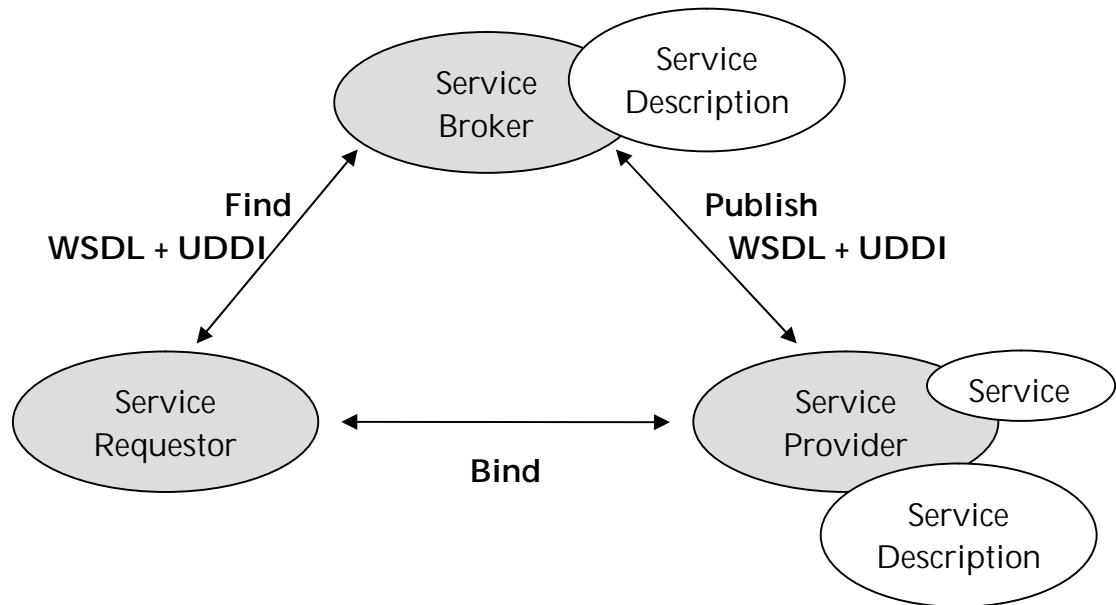 Service
Broker
Service
Description
Find
WSDL + UDDI
Publish
WSDL + UDDI
Service
Requestor
Bind
Service
Provider
Service
Service
Description